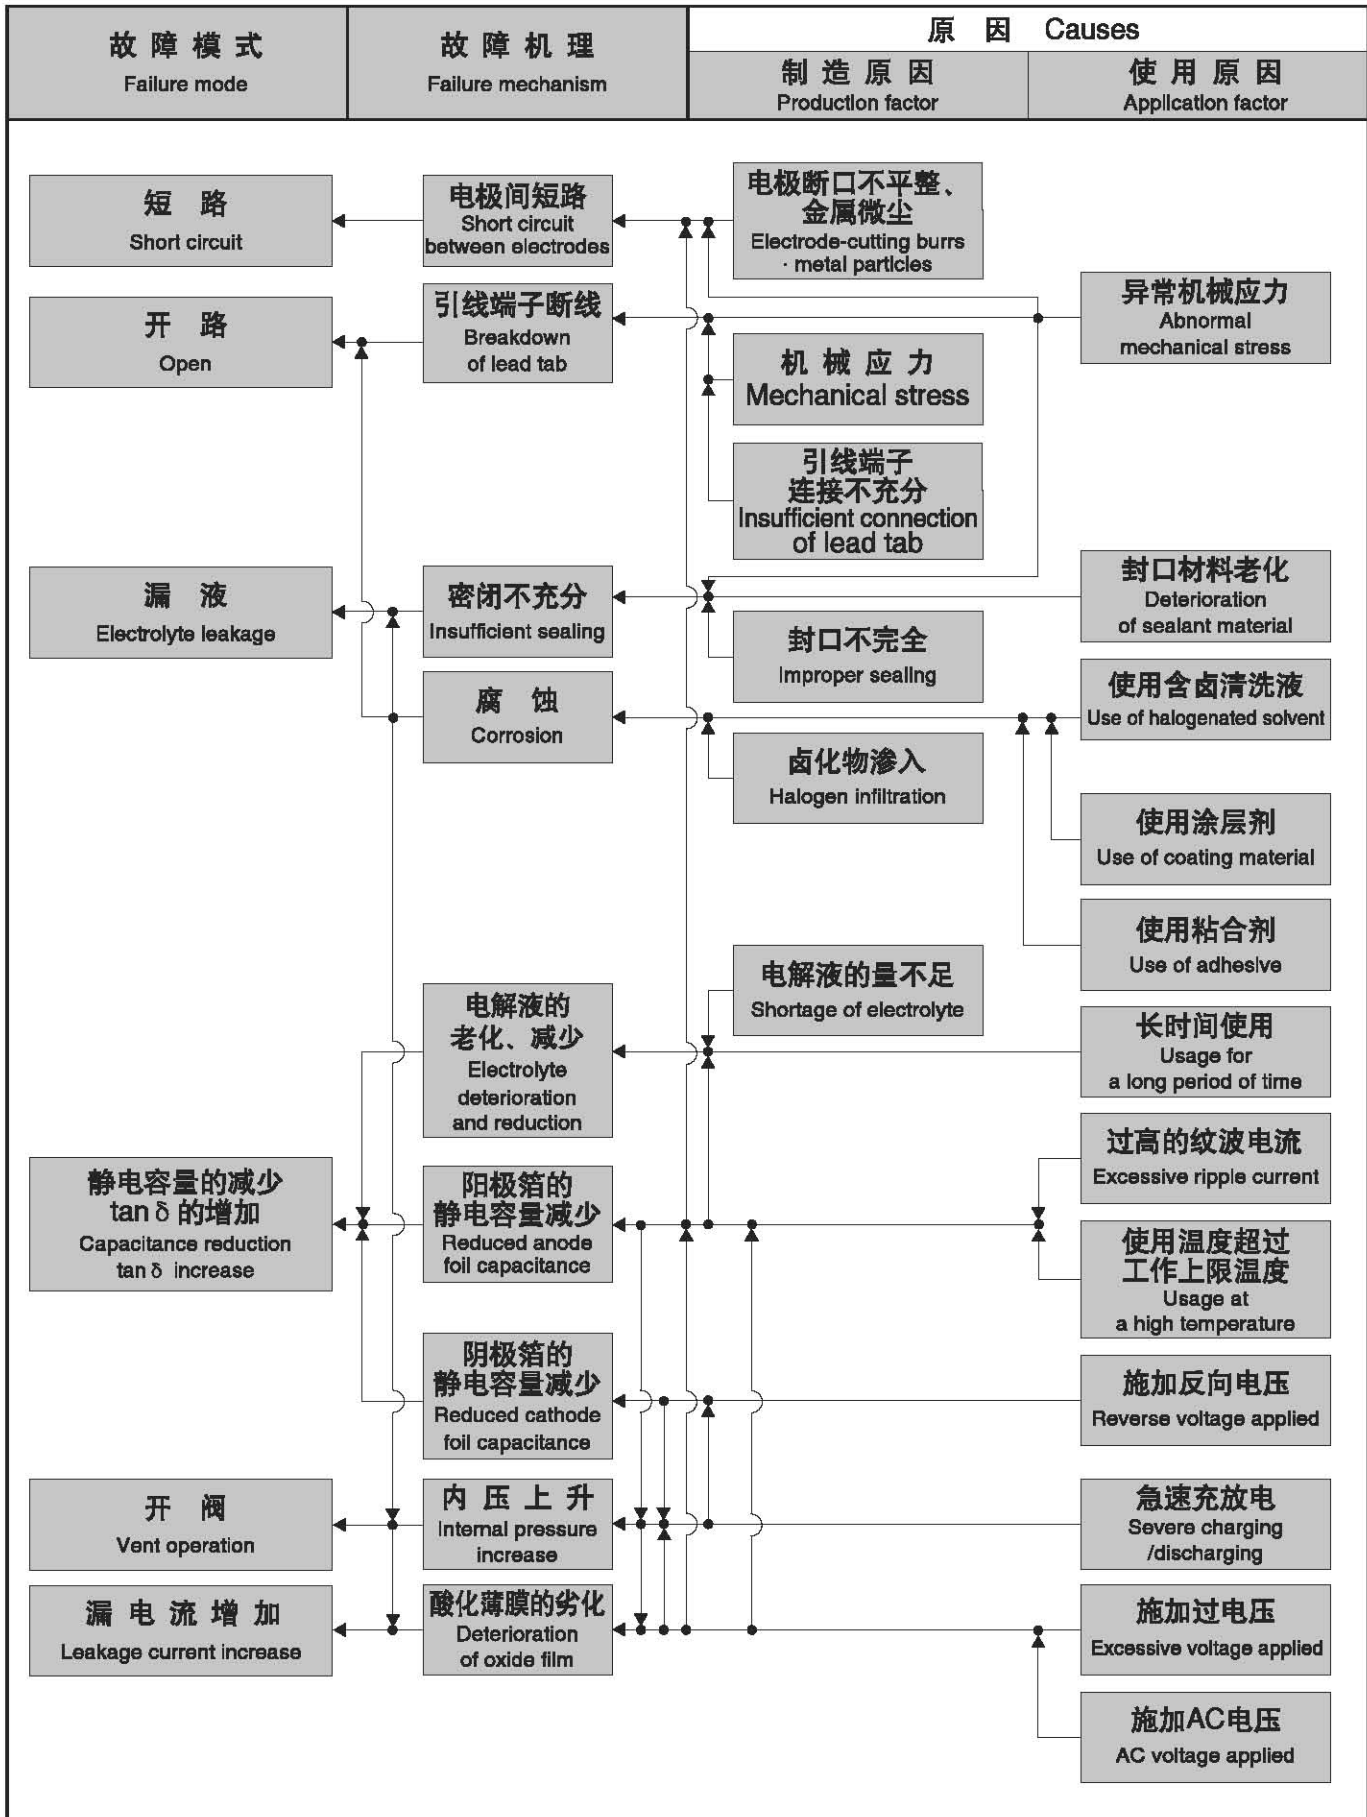 故 障 模 式
Failure mode
故 障 机 理
Failure mechanism
原 因 Causes
制 造 原 因
Production factor
使 用 原 因
Application factor
短 路
Short circuit
电极间短路
Short circuit
between electrodes
电极断口不平整、
金属微尘
Electrode-cutting burrs
· metal particles
异常机械应力
Abnormal
mechanical stress
开 路
Open
引线端子断线
Breakdown
of lead tab
机 械 应 力
Mechanical stress
引线端子
连接不充分
Insufficient connection
of lead tab
漏 液
Electrolyte leakage
密闭不充分
Insufficient sealing
封口材料老化
Deterioration
of sealant material
封口不完全
Improper sealing
腐 蚀
Corrosion
使用含卤清洗液
Use of halogenated solvent
卤化物渗入
Halogen infiltration
使用涂层剂
Use of coating material
使用粘合剂
Use of adhesive
电解液的量不足
Shortage of electrolyte
电解液的
老化、减少
Electrolyte
deterioration
and reduction
长时间使用
Usage for
a long period of time
过高的纹波电流
Excessive ripple current
静电容量的减少
tan δ 的增加
Capacitance reduction
tan δ increase
阳极箔的
静电容量减少
Reduced anode
foil capacitance
使用温度超过
工作上限温度
Usage at
a high temperature
阴极箔的
静电容量减少
Reduced cathode
foil capacitance
施加反向电压
Reverse voltage applied
开 阀
Vent operation
内 压 上 升
Internal pressure
increase
急速充放电
Severe charging
/discharging
漏 电 流 增 加
Leakage current increase
酸化薄膜的劣化
Deterioration
of oxide film
施加过电压
Excessive voltage applied
施加AC电压
AC voltage applied